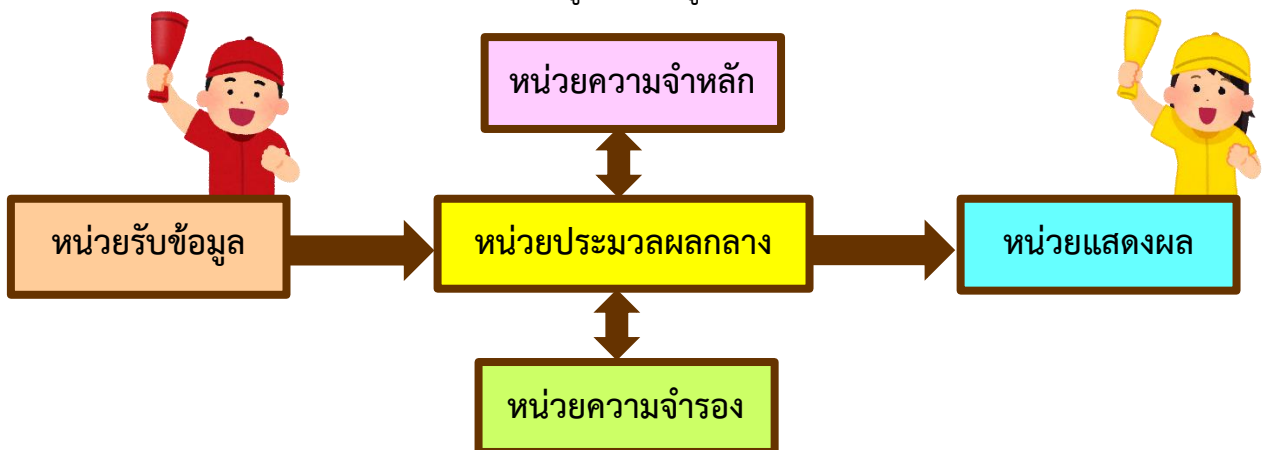 หน่วยความจำหลัก
หน่วยรับข้อมูล
หน่วยประมวลผลกลาง
หน่วยแสดงผล
หน่วยความจำรอง